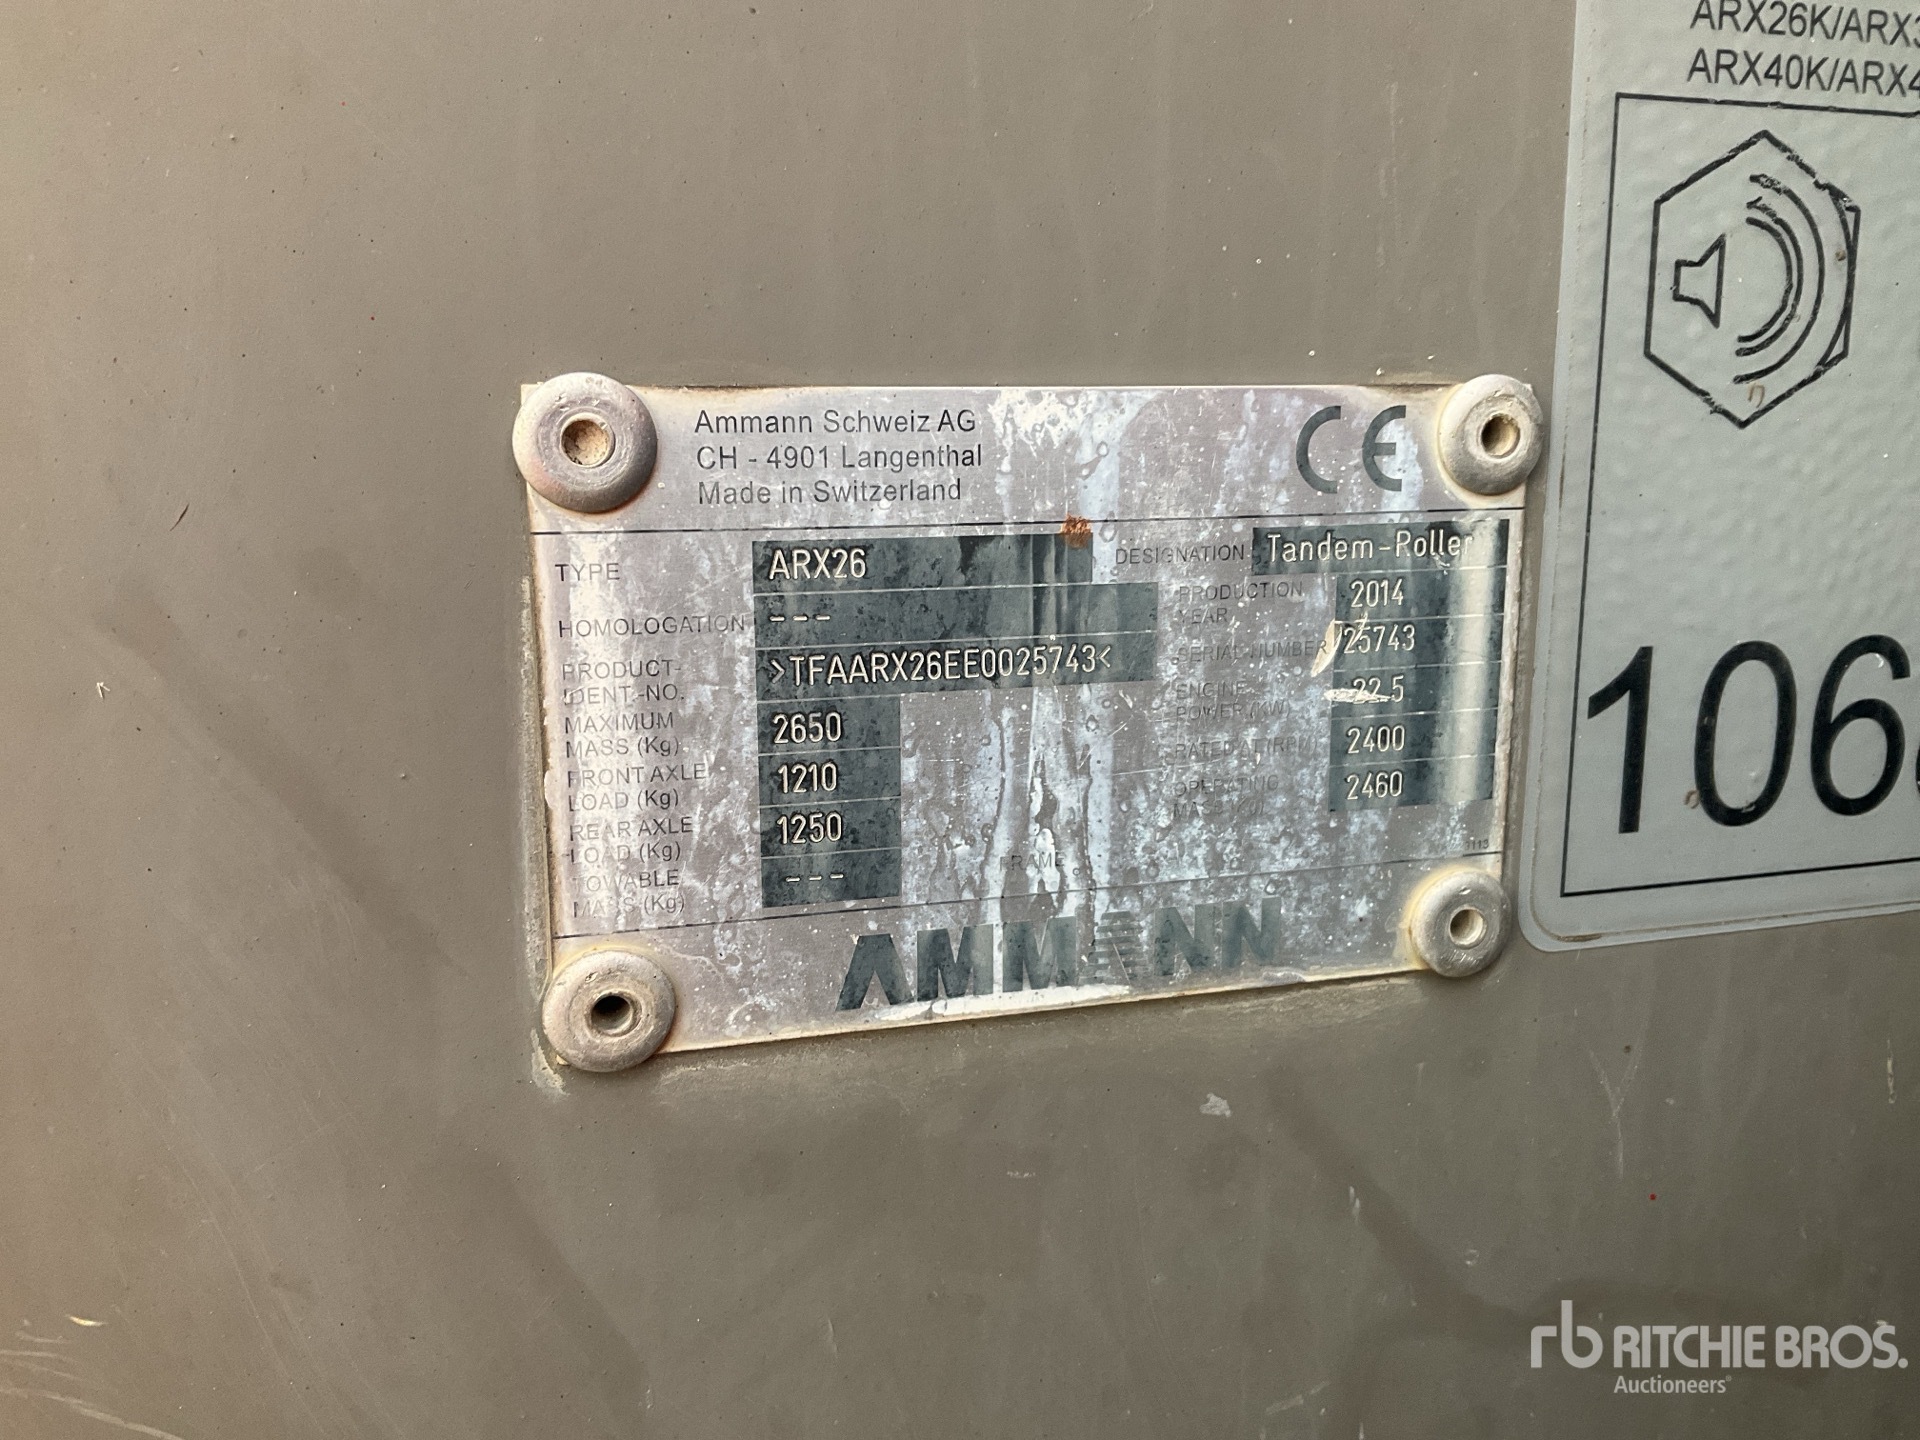 ARX26K/ARX
ARX40K/ARX4
106
Ammann Schweiz AG
CH - 4901 Langenthal
Made in Switzerland
CE
TYPE ARX26
DESIGNATION Tandem-Roller
HOMOLOGATION ---
PRODUCTION YEAR 2014
PRODUCT-IDENT.-NO. >TFAARX26EE0025743<
SERIAL NUMBER 25743
MAXIMUM MASS (Kg) 2650
ENGINE POWER (KW) 22.5
FRONT AXLE LOAD (Kg) 1210
RATED AT (RPM) 2400
REAR AXLE LOAD (Kg) 1250
OPERATING MASS (Kg) 2460
TOWABLE MASS (Kg) ---
FRAME
1113
AMMANN
rb RITCHIE BROS.
Auctioneers